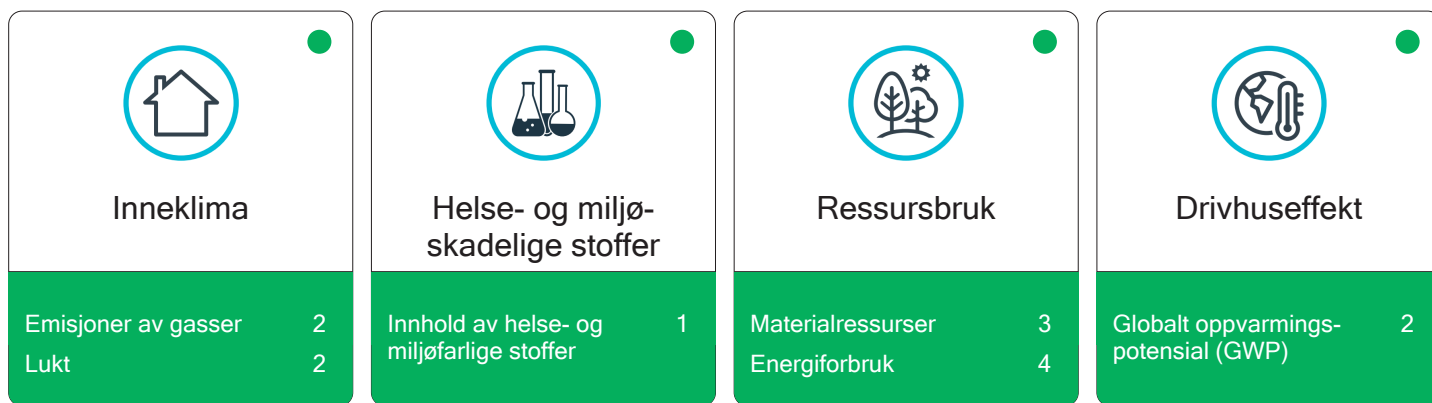 Inneklima
Emisjoner av gasser 2
Lukt 2
Helse- og miljø-
skadelige stoffer
Innhold av helse- og 1
miljøfarlige stoffer
Ressursbruk
Materialressurser 3
Energiforbruk 4
Drivhuseffekt
Globalt oppvarmings- 2
potensial (GWP)